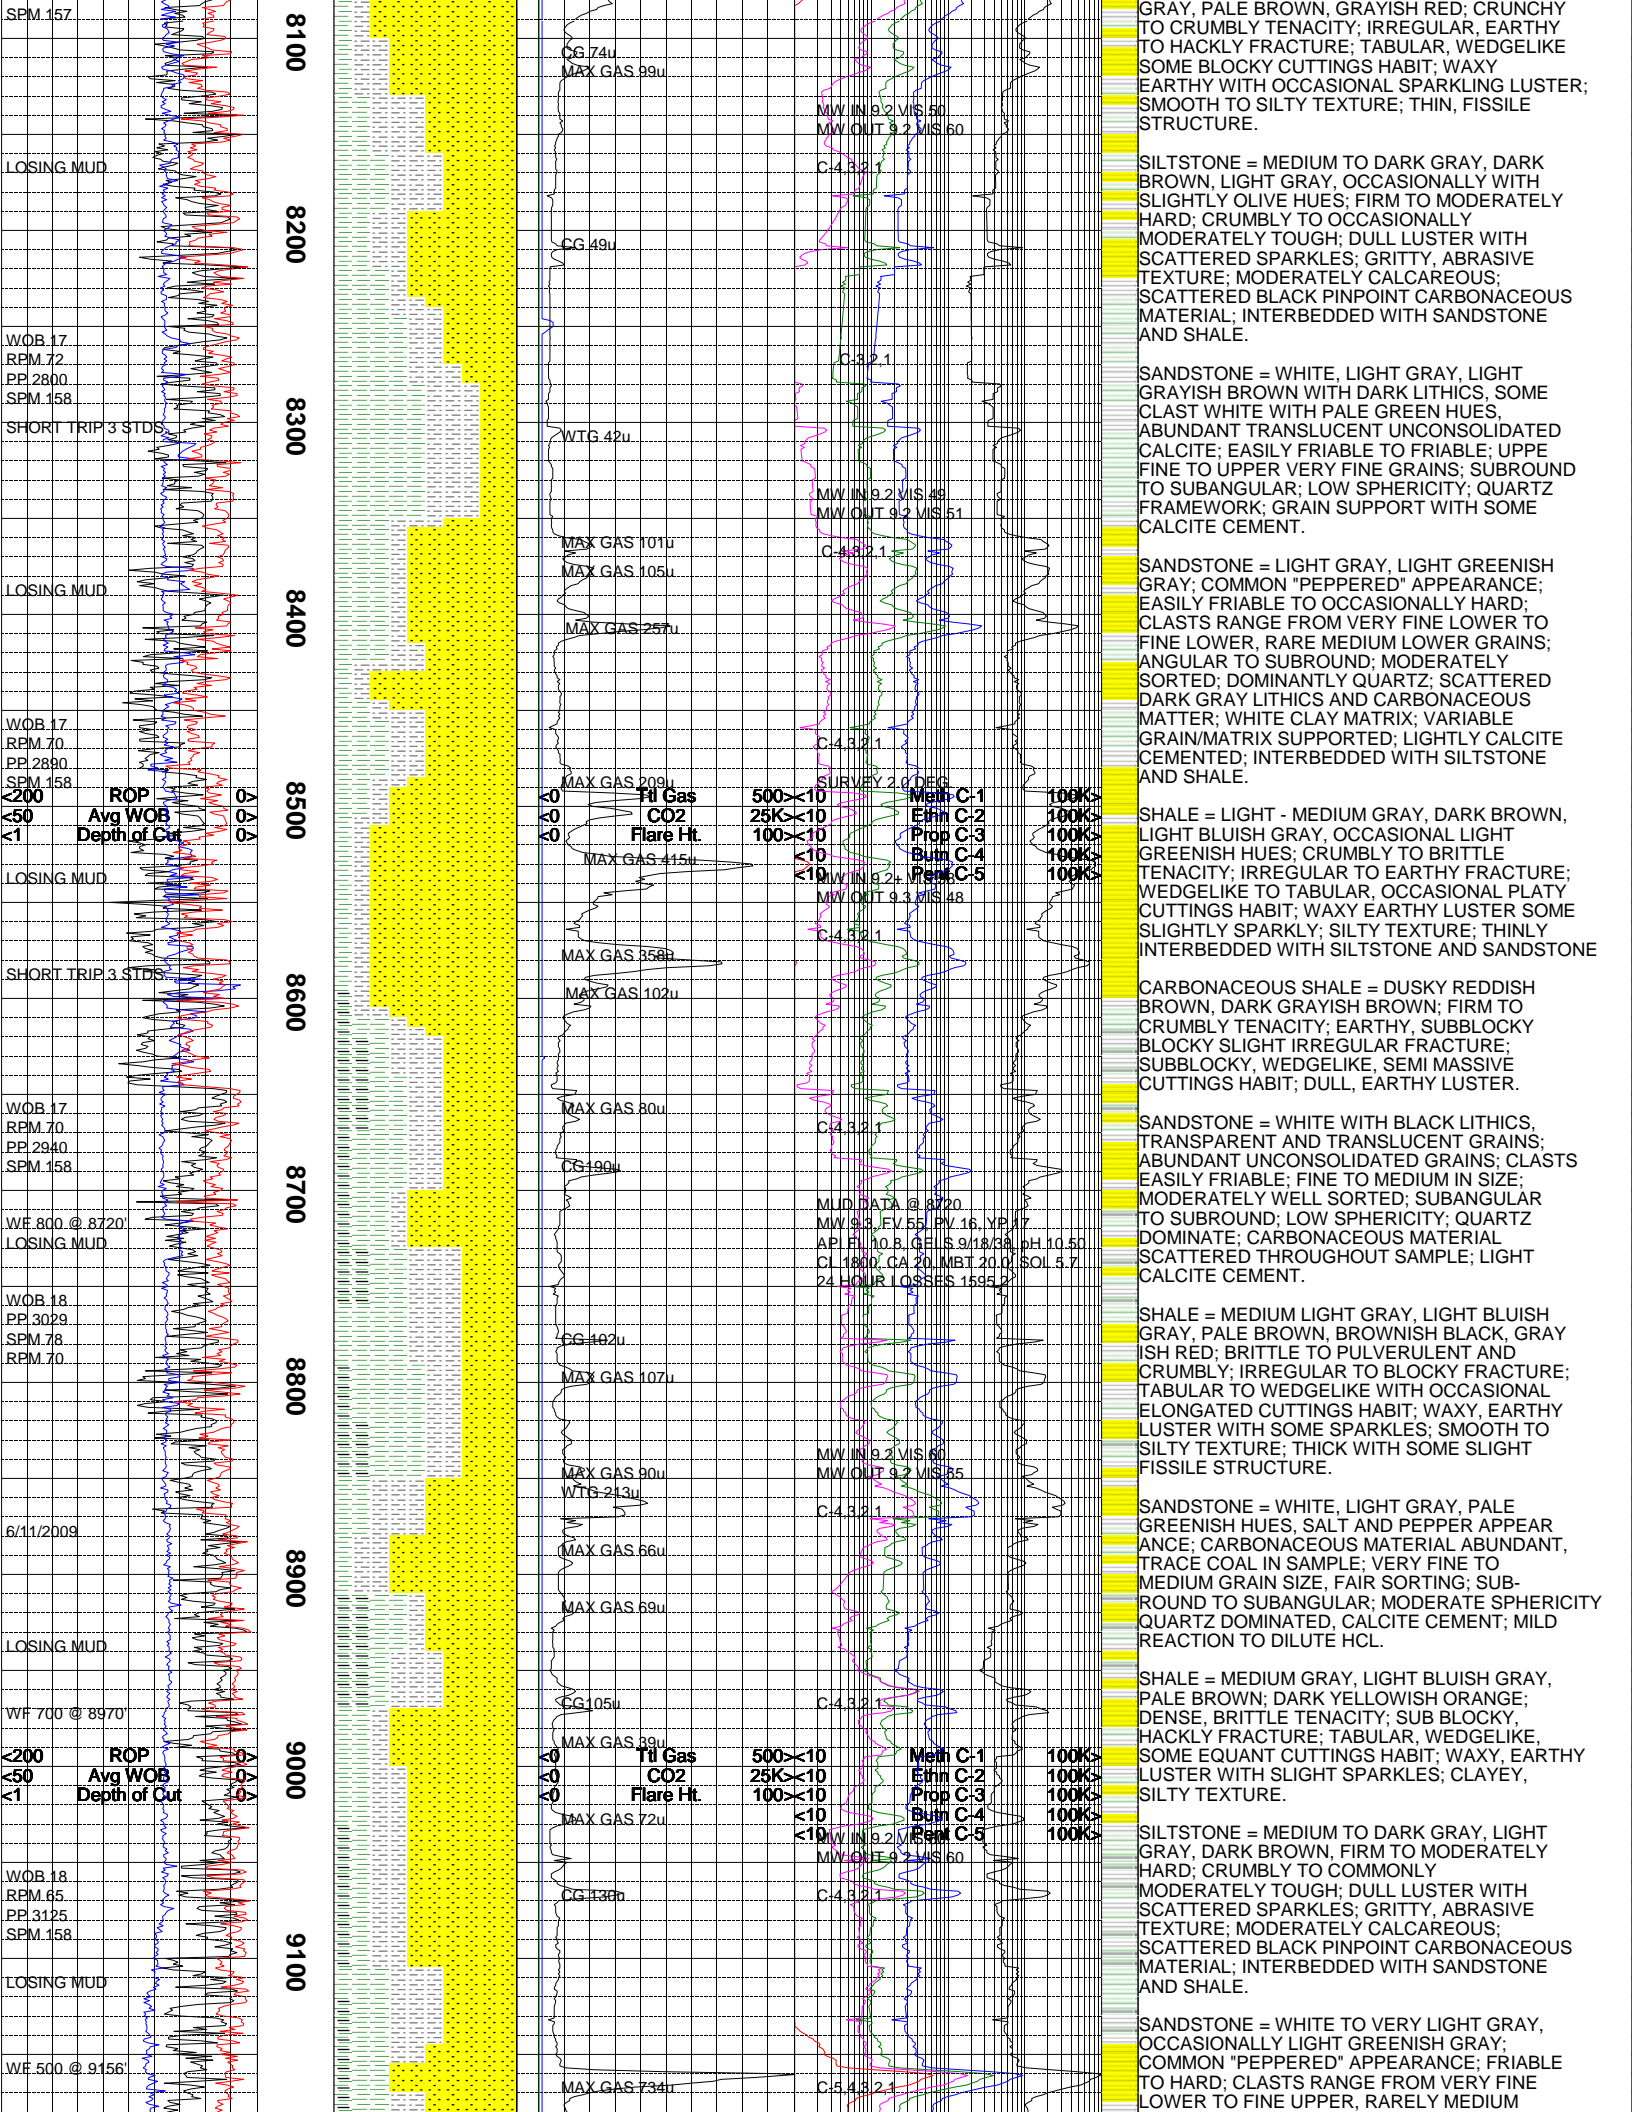 SPM 157
LOSING MUD
WOB 17
RPM 72
PP 2800
SPM 158
SHORT TRIP 3 STDS
LOSING MUD
WOB 17
RPM 70
PP 2890
SPM 158
<200 ROP 0>
<50 Avg WOB 0>
<1 Depth of Cut 0>
LOSING MUD
SHORT TRIP 3 STDS
WOB 17
RPM 70
PP 2940
SPM 158
WF 800 @ 8720'
LOSING MUD
WOB 18
PP 3029
SPM 78
RPM 70
6/11/2009
LOSING MUD
WF 700 @ 8970'
<200 ROP 0>
<50 Avg WOB 0>
<1 Depth of Cut 0>
WOB 18
RPM 65
PP 3125
SPM 158
LOSING MUD
WF 500 @ 9156'
8100
8200
8300
8400
8500
8600
8700
8800
8900
9000
9100
CG 74u
MAX GAS 99u
CG 49u
WTG 42u
MAX GAS 101u
MAX GAS 105u
MAX GAS 257u
MAX GAS 209u
<0 Ttl Gas 500>
<0 CO2 25K>
<0 Flare Ht. 100>
MAX GAS 415u
MAX GAS 358u
MAX GAS 102u
MAX GAS 80u
CG190u
CG 102u
MAX GAS 107u
MAX GAS 90u
WTG 213u
MAX GAS 66u
MAX GAS 69u
CG105u
MAX GAS 39u
<0 Ttl Gas 500>
<0 CO2 25K>
<0 Flare Ht. 100>
MAX GAS 72u
CG 130u
MAX GAS 734u
MW IN 9.2 VIS 50
MW OUT 9.2 VIS 60
C-4,3,2,1
C-3,2,1
MW IN 9.2 VIS 49
MW OUT 9.2 VIS 51
C-4,3,2,1
C-4,3,2,1
SURVEY 2.0 DEG
<10 Meth C-1 100K>
<10 Ethn C-2 100K>
<10 Prop C-3 100K>
<10 Butn C-4 100K>
<10 Pent C-5 100K>
MW IN 9.2+ VIS
MW OUT 9.3 VIS 48
C-4,3,2,1
C-4,3,2,1
MUD DATA @ 8720
MW 9.3, FV 55, PV 16, YP 17
API FL 10.8, GELS 9/18/38, pH 10.50
CL 1800, CA 20, MBT 20.0, SOL 5.7
24 HOUR LOSSES 1595.2
MW IN 9.2 VIS 60
MW OUT 9.2 VIS 55
C-4,3,2,1
C-4,3,2,1
<10 Meth C-1 100K>
<10 Ethn C-2 100K>
<10 Prop C-3 100K>
<10 Butn C-4 100K>
<10 Pent C-5 100K>
MW IN 9.2 VIS
MW OUT 9.2 VIS 60
C-4,3,2,1
C-5,4,3,2,1
GRAY, PALE BROWN, GRAYISH RED; CRUNCHY
TO CRUMBLY TENACITY; IRREGULAR, EARTHY
TO HACKLY FRACTURE; TABULAR, WEDGELIKE
SOME BLOCKY CUTTINGS HABIT; WAXY
EARTHY WITH OCCASIONAL SPARKLING LUSTER;
SMOOTH TO SILTY TEXTURE; THIN, FISSILE
STRUCTURE.
SILTSTONE = MEDIUM TO DARK GRAY, DARK
BROWN, LIGHT GRAY, OCCASIONALLY WITH
SLIGHTLY OLIVE HUES; FIRM TO MODERATELY
HARD; CRUMBLY TO OCCASIONALLY
MODERATELY TOUGH; DULL LUSTER WITH
SCATTERED SPARKLES; GRITTY, ABRASIVE
TEXTURE; MODERATELY CALCAREOUS;
SCATTERED BLACK PINPOINT CARBONACEOUS
MATERIAL; INTERBEDDED WITH SANDSTONE
AND SHALE.
SANDSTONE = WHITE, LIGHT GRAY, LIGHT
GRAYISH BROWN WITH DARK LITHICS, SOME
CLAST WHITE WITH PALE GREEN HUES,
ABUNDANT TRANSLUCENT UNCONSOLIDATED
CALCITE; EASILY FRIABLE TO FRIABLE; UPPE
FINE TO UPPER VERY FINE GRAINS; SUBROUND
TO SUBANGULAR; LOW SPHERICITY; QUARTZ
FRAMEWORK; GRAIN SUPPORT WITH SOME
CALCITE CEMENT.
SANDSTONE = LIGHT GRAY, LIGHT GREENISH
GRAY; COMMON "PEPPERED" APPEARANCE;
EASILY FRIABLE TO OCCASIONALLY HARD;
CLASTS RANGE FROM VERY FINE LOWER TO
FINE LOWER, RARE MEDIUM LOWER GRAINS;
ANGULAR TO SUBROUND; MODERATELY
SORTED; DOMINANTLY QUARTZ; SCATTERED
DARK GRAY LITHICS AND CARBONACEOUS
MATTER; WHITE CLAY MATRIX; VARIABLE
GRAIN/MATRIX SUPPORTED; LIGHTLY CALCITE
CEMENTED; INTERBEDDED WITH SILTSTONE
AND SHALE.
SHALE = LIGHT - MEDIUM GRAY, DARK BROWN,
LIGHT BLUISH GRAY, OCCASIONAL LIGHT
GREENISH HUES; CRUMBLY TO BRITTLE
TENACITY; IRREGULAR TO EARTHY FRACTURE;
WEDGELIKE TO TABULAR, OCCASIONAL PLATY
CUTTINGS HABIT; WAXY EARTHY LUSTER SOME
SLIGHTLY SPARKLY; SILTY TEXTURE; THINLY
INTERBEDDED WITH SILTSTONE AND SANDSTONE
CARBONACEOUS SHALE = DUSKY REDDISH
BROWN, DARK GRAYISH BROWN; FIRM TO
CRUMBLY TENACITY; EARTHY, SUBBLOCKY
BLOCKY SLIGHT IRREGULAR FRACTURE;
SUBBLOCKY, WEDGELIKE, SEMI MASSIVE
CUTTINGS HABIT; DULL, EARTHY LUSTER.
SANDSTONE = WHITE WITH BLACK LITHICS,
TRANSPARENT AND TRANSLUCENT GRAINS;
ABUNDANT UNCONSOLIDATED GRAINS; CLASTS
EASILY FRIABLE; FINE TO MEDIUM IN SIZE;
MODERATELY WELL SORTED; SUBANGULAR
TO SUBROUND; LOW SPHERICITY; QUARTZ
DOMINATE; CARBONACEOUS MATERIAL
SCATTERED THROUGHOUT SAMPLE; LIGHT
CALCITE CEMENT.
SHALE = MEDIUM LIGHT GRAY, LIGHT BLUISH
GRAY, PALE BROWN, BROWNISH BLACK, GRAY
ISH RED; BRITTLE TO PULVERULENT AND
CRUMBLY; IRREGULAR TO BLOCKY FRACTURE;
TABULAR TO WEDGELIKE WITH OCCASIONAL
ELONGATED CUTTINGS HABIT; WAXY, EARTHY
LUSTER WITH SOME SPARKLES; SMOOTH TO
SILTY TEXTURE; THICK WITH SOME SLIGHT
FISSILE STRUCTURE.
SANDSTONE = WHITE, LIGHT GRAY, PALE
GREENISH HUES, SALT AND PEPPER APPEAR
ANCE; CARBONACEOUS MATERIAL ABUNDANT,
TRACE COAL IN SAMPLE; VERY FINE TO
MEDIUM GRAIN SIZE, FAIR SORTING; SUB-
ROUND TO SUBANGULAR; MODERATE SPHERICITY
QUARTZ DOMINATED, CALCITE CEMENT; MILD
REACTION TO DILUTE HCL.
SHALE = MEDIUM GRAY, LIGHT BLUISH GRAY,
PALE BROWN; DARK YELLOWISH ORANGE;
DENSE, BRITTLE TENACITY; SUB BLOCKY,
HACKLY FRACTURE; TABULAR, WEDGELIKE,
SOME EQUANT CUTTINGS HABIT; WAXY, EARTHY
LUSTER WITH SLIGHT SPARKLES; CLAYEY,
SILTY TEXTURE.
SILTSTONE = MEDIUM TO DARK GRAY, LIGHT
GRAY, DARK BROWN, FIRM TO MODERATELY
HARD; CRUMBLY TO COMMONLY
MODERATELY TOUGH; DULL LUSTER WITH
SCATTERED SPARKLES; GRITTY, ABRASIVE
TEXTURE; MODERATELY CALCAREOUS;
SCATTERED BLACK PINPOINT CARBONACEOUS
MATERIAL; INTERBEDDED WITH SANDSTONE
AND SHALE.
SANDSTONE = WHITE TO VERY LIGHT GRAY,
OCCASIONALLY LIGHT GREENISH GRAY;
COMMON "PEPPERED" APPEARANCE; FRIABLE
TO HARD; CLASTS RANGE FROM VERY FINE
LOWER TO FINE UPPER, RARELY MEDIUM